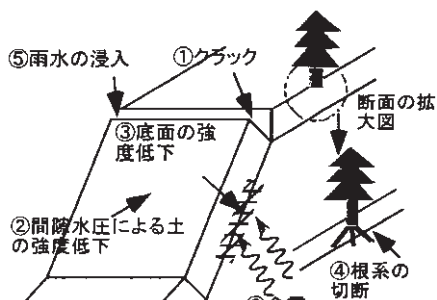 ⑤雨水の浸入
①クラック
断面の拡
大図
③底面の強
度低下
②間隙水圧による土
の強度低下
④根系の
切断